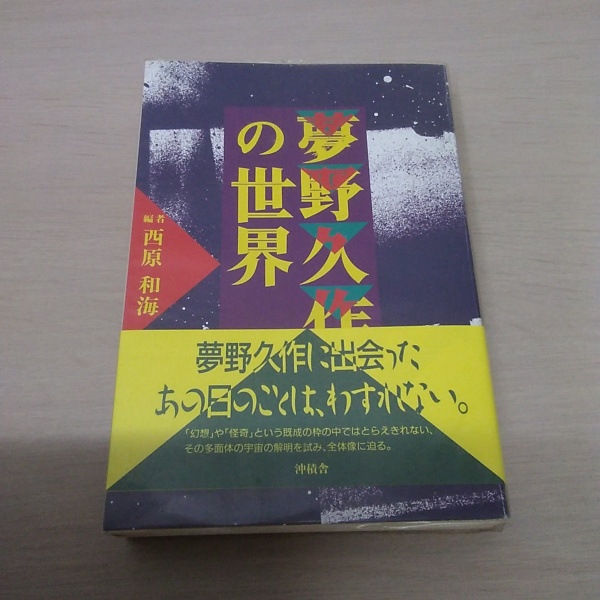 夢野久作
の世界
編者 西原和海
夢野久作に出会った
あの日のことは、わすれない。
「幻想」や「怪奇」という既成の枠の中ではとらえきれない、
その多面体の宇宙の解明を試み、全体像に迫る。
沖積舎